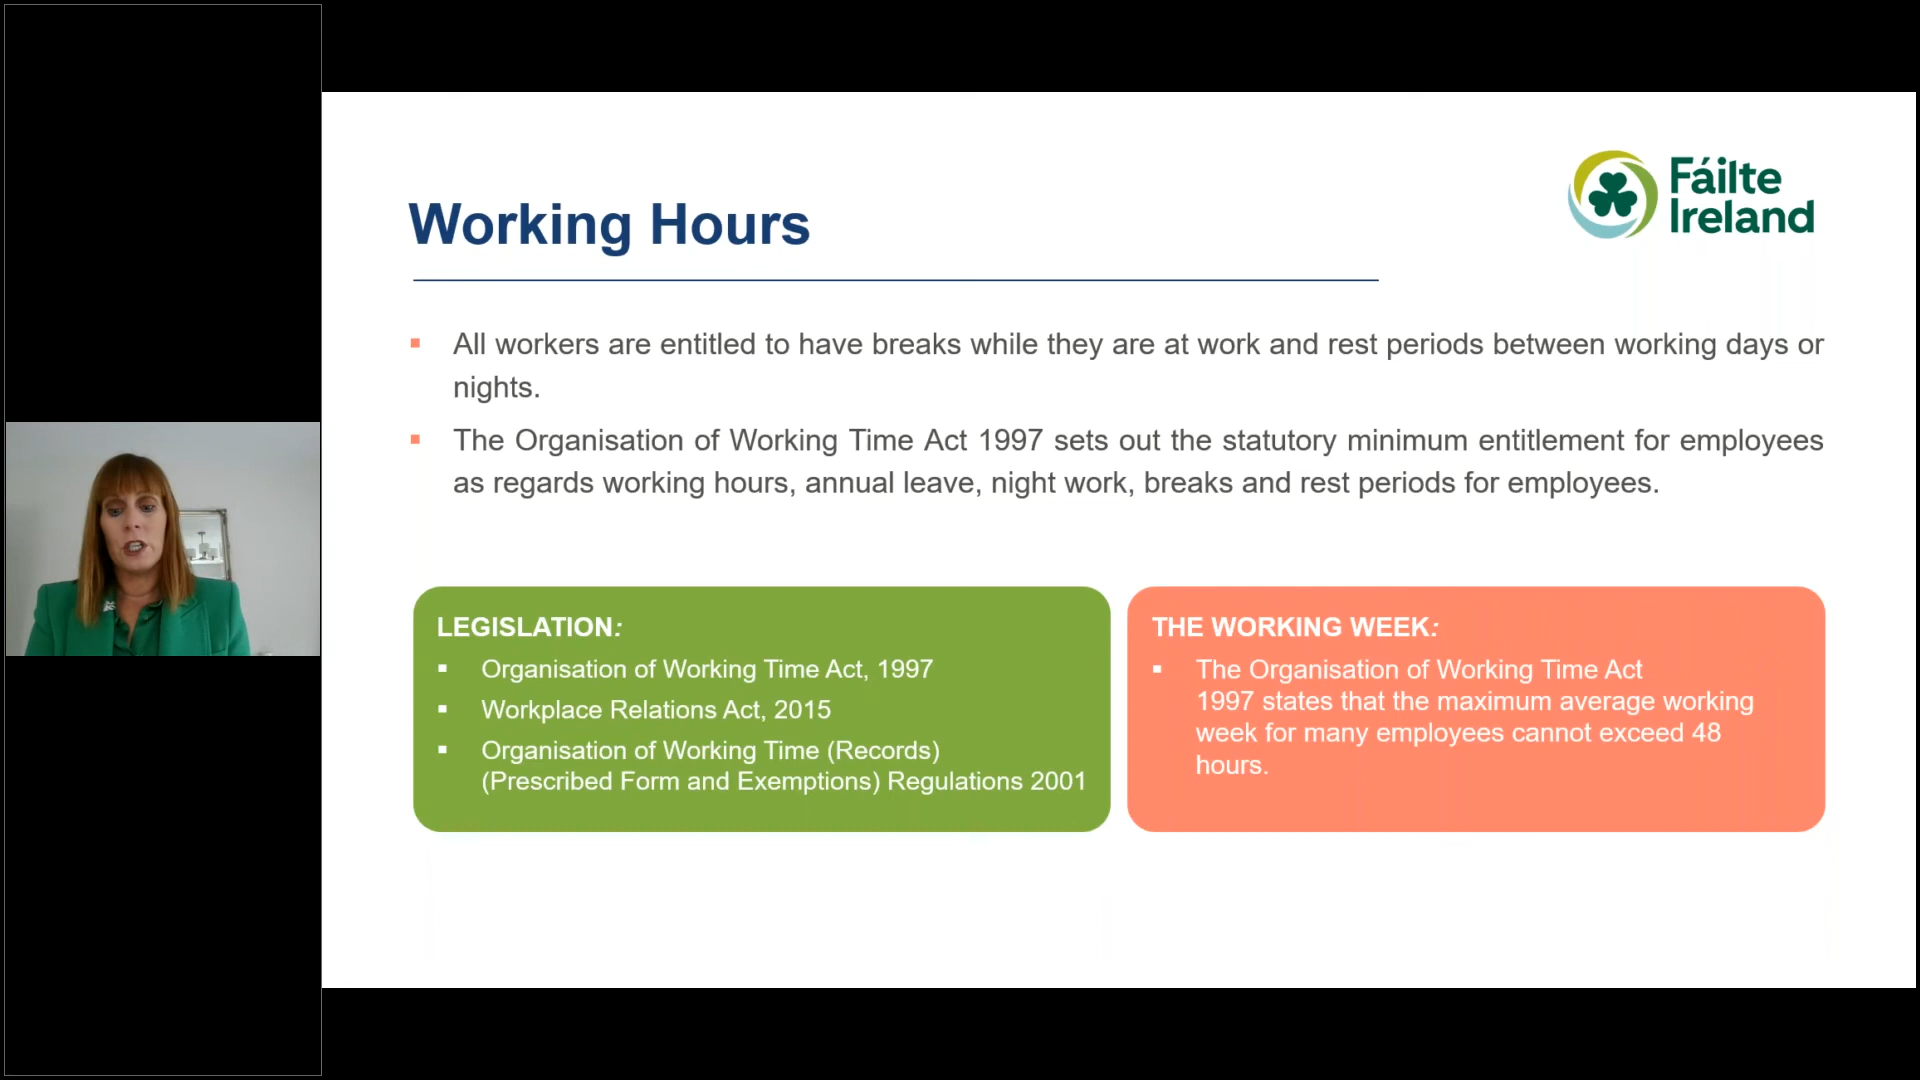 Fáilte
Ireland
Working Hours
▪ All workers are entitled to have breaks while they are at work and rest periods between working days or
nights.
▪ The Organisation of Working Time Act 1997 sets out the statutory minimum entitlement for employees
as regards working hours, annual leave, night work, breaks and rest periods for employees.
LEGISLATION:
▪ Organisation of Working Time Act, 1997
▪ Workplace Relations Act, 2015
▪ Organisation of Working Time (Records)
(Prescribed Form and Exemptions) Regulations 2001
THE WORKING WEEK:
▪ The Organisation of Working Time Act
1997 states that the maximum average working
week for many employees cannot exceed 48
hours.